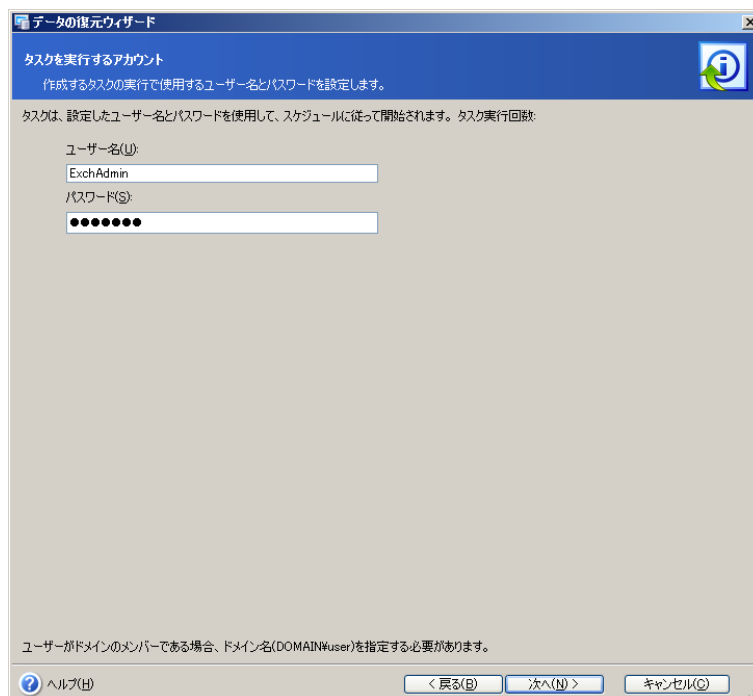 データの復元ウィザード
タスクを実行するアカウント
作成するタスクの実行で使用するユーザー名とパスワードを設定します。
タスクは、設定したユーザー名とパスワードを使用して、スケジュールに従って開始されます。タスク実行回数:
ユーザー名(U):
ExchAdmin
パスワード(S):
●●●●●●●
ユーザーがドメインのメンバーである場合、ドメイン名(DOMAIN¥user)を指定する必要があります。
ヘルプ(H)
< 戻る(B)
次へ(N) >
キャンセル(C)